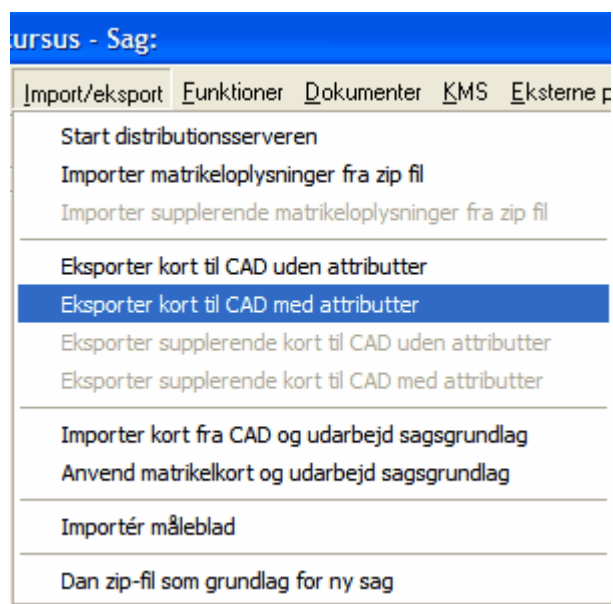 ursus - Sag:
Import/eksport Funktioner Dokumenter KMS Eksterne p
Start distributionsserveren
Importer matrikeloplysninger fra zip fil
Importer supplerende matrikeloplysninger fra zip fil
Eksporter kort til CAD uden attributter
Eksporter kort til CAD med attributter
Eksporter supplerende kort til CAD uden attributter
Eksporter supplerende kort til CAD med attributter
Importer kort fra CAD og udarbejd sagsgrundlag
Anvend matrikelkort og udarbejd sagsgrundlag
Importér måleblad
Dan zip-fil som grundlag for ny sag